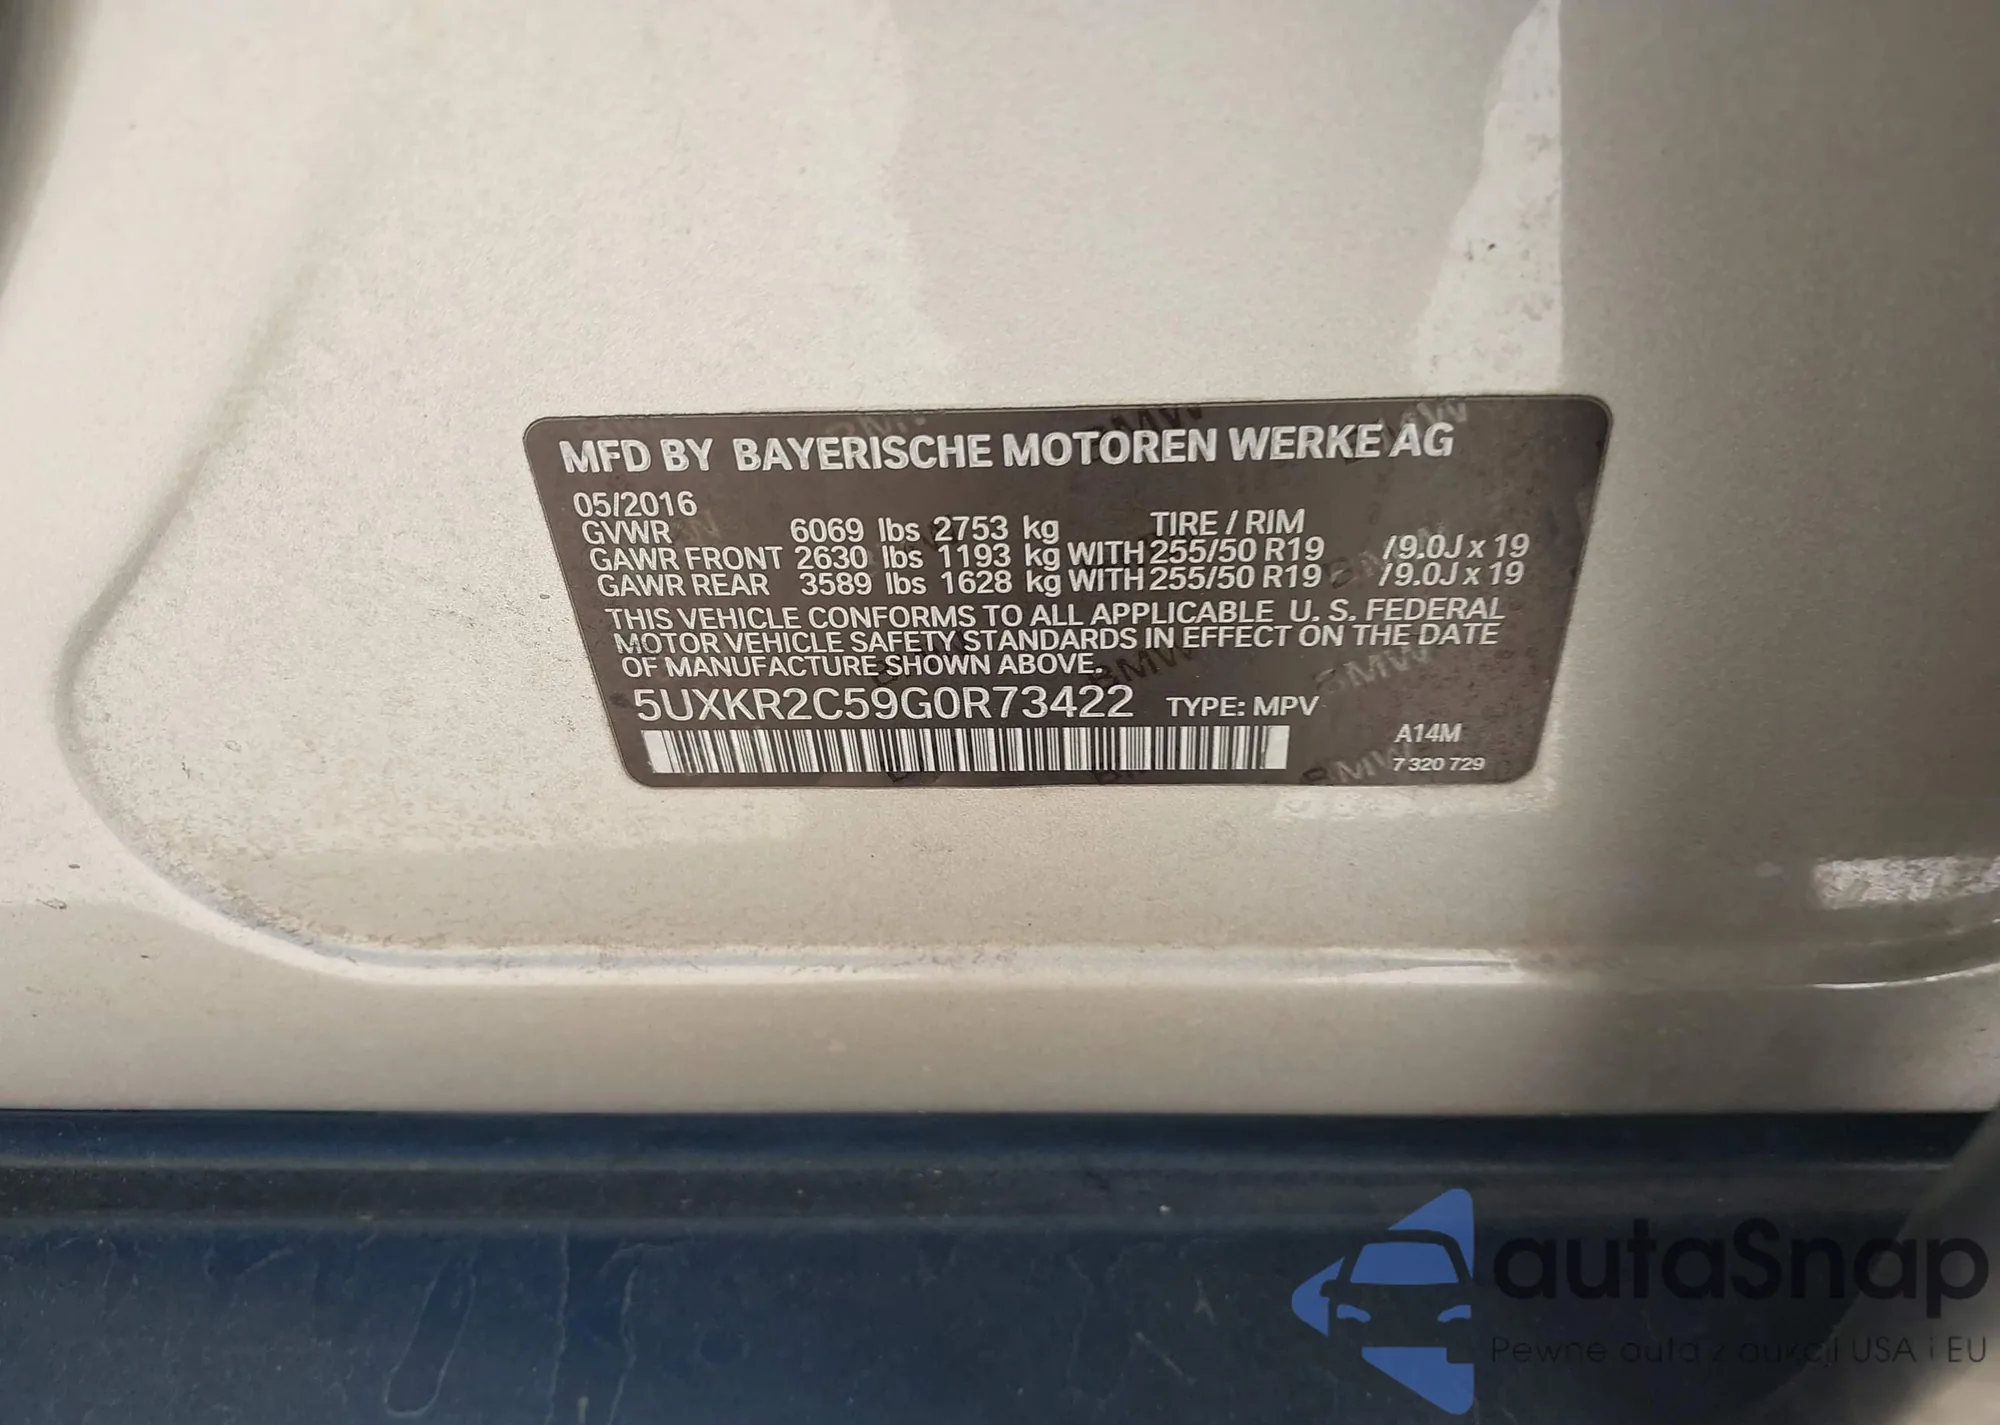 MFD BY BAYERISCHE MOTOREN WERKE AG
05/2016
GVWR 6069 lbs 2753 kg TIRE / RIM
GAWR FRONT 2630 lbs 1193 kg WITH 255/50 R19 /9.0J x 19
GAWR REAR 3589 lbs 1628 kg WITH 255/50 R19 /9.0J x 19
THIS VEHICLE CONFORMS TO ALL APPLICABLE U. S. FEDERAL
MOTOR VEHICLE SAFETY STANDARDS IN EFFECT ON THE DATE
OF MANUFACTURE SHOWN ABOVE.
5UXKR2C59G0R73422 TYPE: MPV
A14M
7 320 729
autaSnap
Pewne auta z aukcji USA i EU